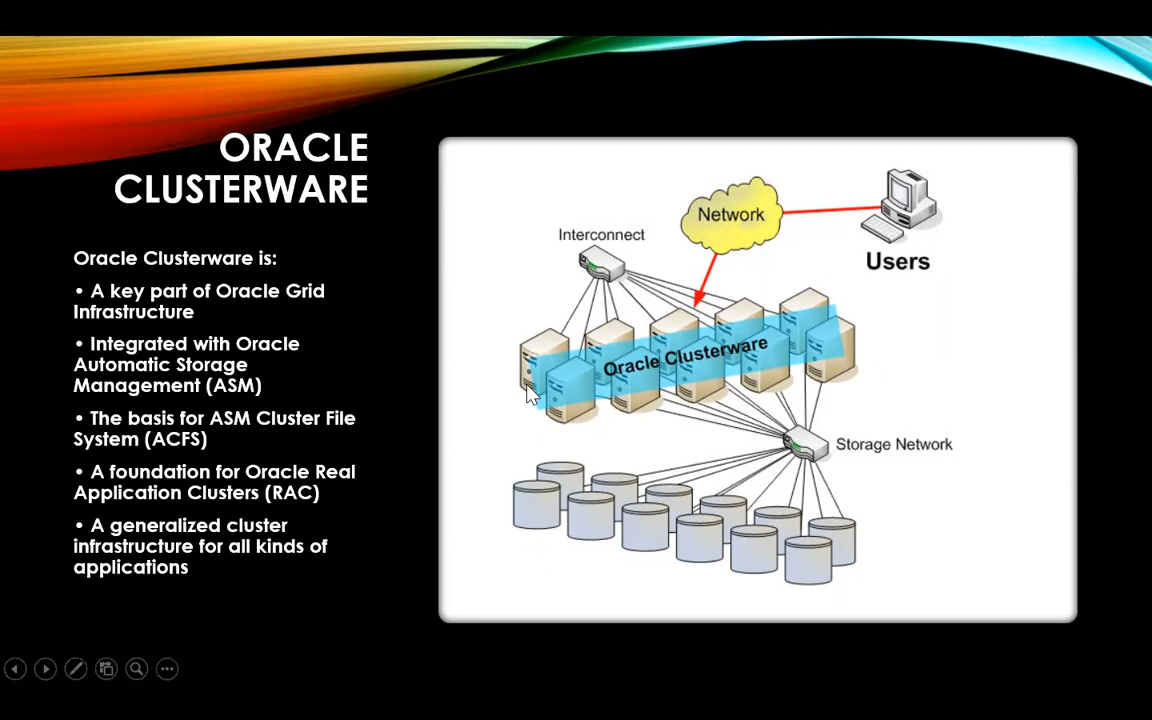 ORACLE
CLUSTERWARE
Oracle Clusterware is:
• A key part of Oracle Grid
Infrastructure
• Integrated with Oracle
Automatic Storage
Management (ASM)
• The basis for ASM Cluster File
System (ACFS)
• A foundation for Oracle Real
Application Clusters (RAC)
• A generalized cluster
infrastructure for all kinds of
applications
Network
Interconnect
Users
Oracle Clusterware
Storage Network